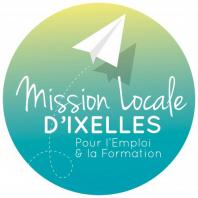 Mission Locale
D'IXELLES
Pour l'Emploi
& la Formation